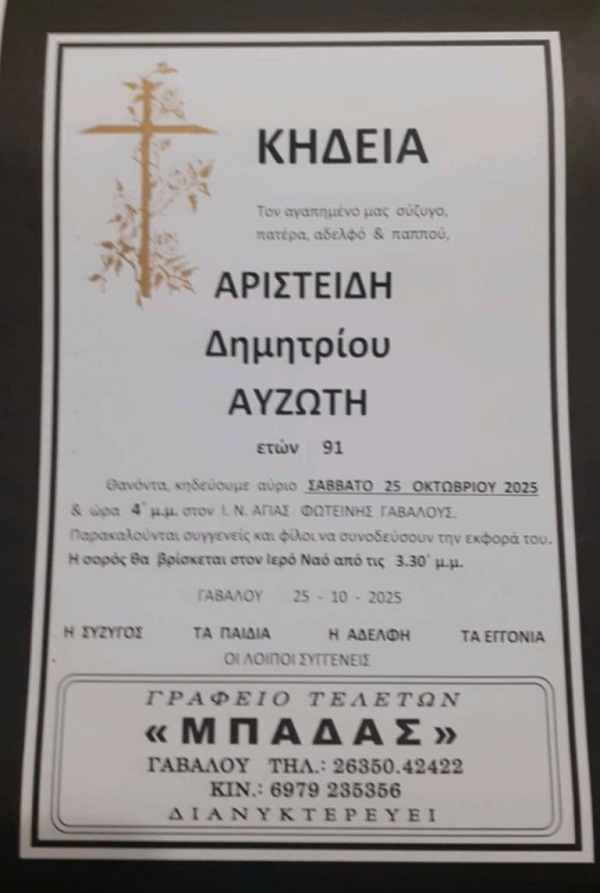 ΚΗΔΕΙΑ
Τον αγαπημένο μας σύζυγο,
πατέρα, αδελφό & παππού,
ΑΡΙΣΤΕΙΔΗ
Δημητρίου
ΑΥΖΩΤΗ
ετών 91
Θανόντα, κηδεύουμε αύριο ΣΑΒΒΑΤΟ 25 ΟΚΤΩΒΡΙΟΥ 2025
& ώρα 4΄ μ.μ. στον Ι. Ν. ΑΓΙΑΣ ΦΩΤΕΙΝΗΣ ΓΑΒΑΛΟΥΣ.
Παρακαλούνται συγγενείς και φίλοι να συνοδεύσουν την εκφορά του.
Η σορός θα βρίσκεται στον Ιερό Ναό από τις 3.30΄ μ.μ.
ΓΑΒΑΛΟΥ 25 - 10 - 2025
Η ΣΥΖΥΓΟΣ ΤΑ ΠΑΙΔΙΑ Η ΑΔΕΛΦΗ ΤΑ ΕΓΓΟΝΙΑ
ΟΙ ΛΟΙΠΟΙ ΣΥΓΓΕΝΕΙΣ
ΓΡΑΦΕΙΟ ΤΕΛΕΤΩΝ
«ΜΠΑΔΑΣ»
ΓΑΒΑΛΟΥ ΤΗΛ.: 26350.42422
ΚΙΝ.: 6979 235356
ΔΙΑΝΥΚΤΕΡΕΥΕΙ